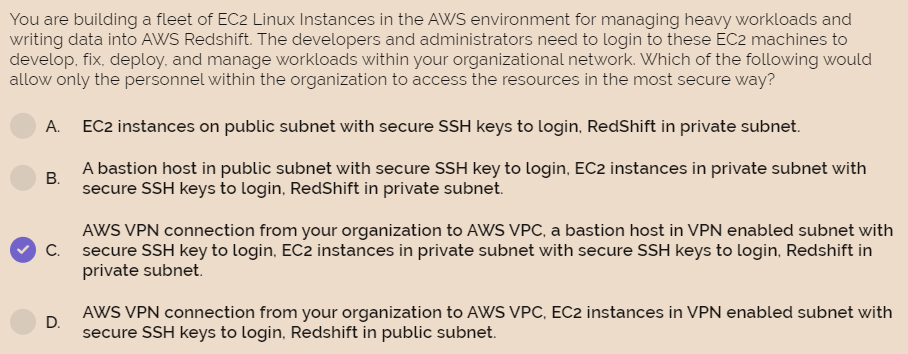 You are building a fleet of EC2 Linux Instances in the AWS environment for managing heavy workloads and
writing data into AWS Redshift. The developers and administrators need to login to these EC2 machines to
develop, fix, deploy, and manage workloads within your organizational network. Which of the following would
allow only the personnel within the organization to access the resources in the most secure way?
A. EC2 instances on public subnet with secure SSH keys to login, RedShift in private subnet.
B. A bastion host in public subnet with secure SSH key to login, EC2 instances in private subnet with
secure SSH keys to login, RedShift in private subnet.
C. AWS VPN connection from your organization to AWS VPC, a bastion host in VPN enabled subnet with
secure SSH key to login, EC2 instances in private subnet with secure SSH keys to login, Redshift in
private subnet.
D. AWS VPN connection from your organization to AWS VPC, EC2 instances in VPN enabled subnet with
secure SSH keys to login, Redshift in public subnet.